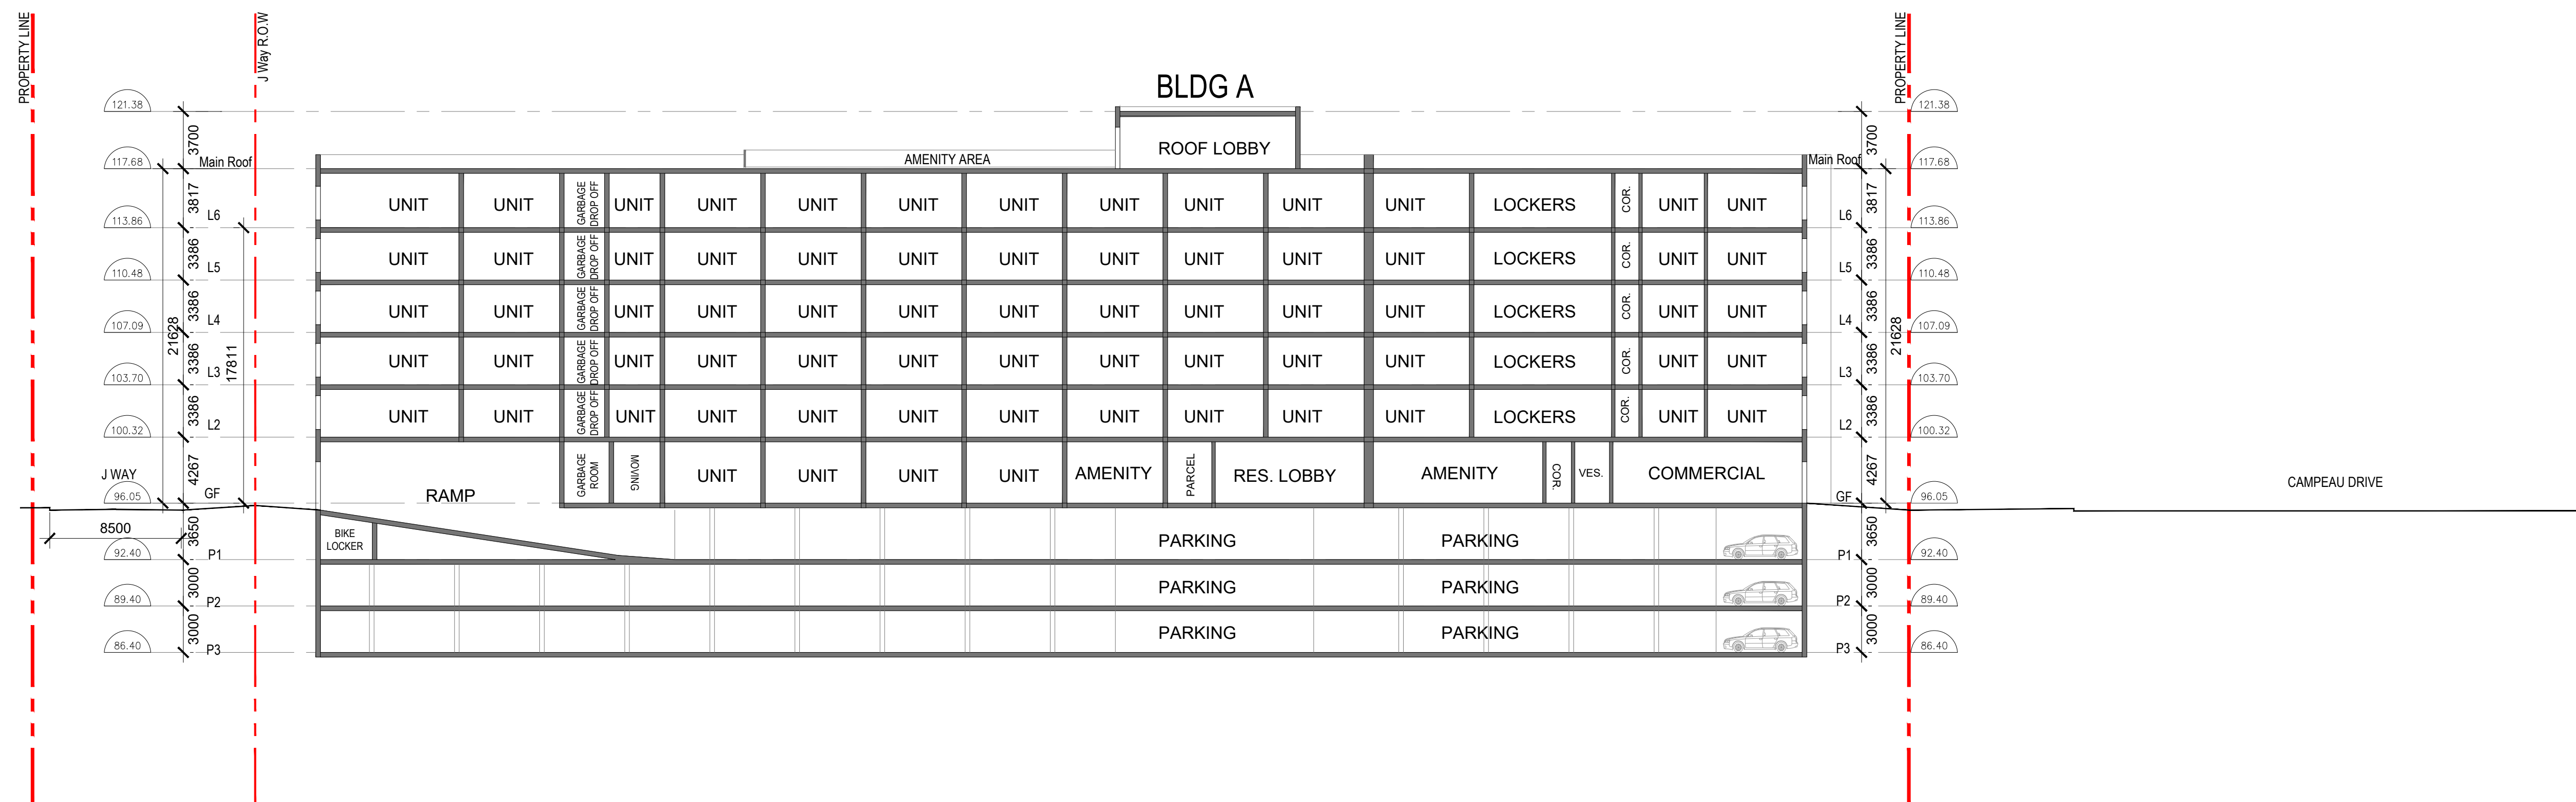 PROPERTY LINE
J Way R.O.W
PROPERTY LINE
BLDG A
121.38
3700
3700
121.38
ROOF LOBBY
117.68
Main Roof
AMENITY AREA
Main Roof
117.68
3817
UNIT UNIT GARBAGE DROP OFF UNIT UNIT UNIT UNIT UNIT UNIT UNIT UNIT UNIT LOCKERS COR. UNIT UNIT
3817
113.86
L6
L6
113.86
3386
UNIT UNIT GARBAGE DROP OFF UNIT UNIT UNIT UNIT UNIT UNIT UNIT UNIT UNIT LOCKERS COR. UNIT UNIT
3386
110.48
L5
L5
110.48
3386
UNIT UNIT GARBAGE DROP OFF UNIT UNIT UNIT UNIT UNIT UNIT UNIT UNIT UNIT LOCKERS COR. UNIT UNIT
3386
107.09
L4
L4
107.09
21628
17811
3386
UNIT UNIT GARBAGE DROP OFF UNIT UNIT UNIT UNIT UNIT UNIT UNIT UNIT UNIT LOCKERS COR. UNIT UNIT
3386
21628
103.70
L3
L3
103.70
3386
UNIT UNIT GARBAGE DROP OFF UNIT UNIT UNIT UNIT UNIT UNIT UNIT UNIT UNIT LOCKERS COR. UNIT UNIT
3386
100.32
L2
L2
100.32
J WAY
4267
RAMP
GARBAGE ROOM
MOVING
UNIT UNIT UNIT UNIT AMENITY PARCEL RES. LOBBY AMENITY COR. VES. COMMERCIAL
4267
CAMPEAU DRIVE
96.05
GF
GF
96.05
8500
3650
BIKE
LOCKER
PARKING PARKING
3650
92.40
P1
P1
92.40
3000
PARKING PARKING
3000
89.40
P2
P2
89.40
3000
PARKING PARKING
3000
86.40
P3
P3
86.40